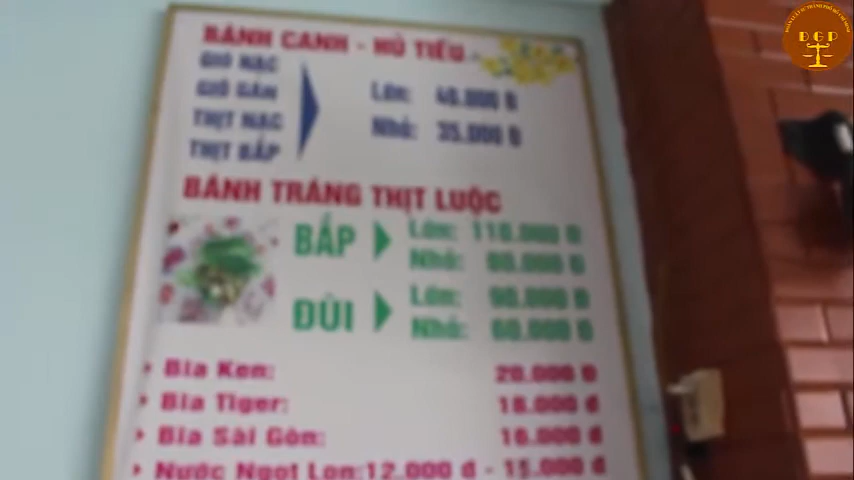 BÁNH CANH - HỦ TIẾU
GIÒ NẠC
GIÒ GÂN
THỊT NẠC
THỊT BẮP
Lớn: 40.000 Đ
Nhỏ: 35.000 Đ
BÁNH TRÁNG THỊT LUỘC
BẮP
Lớn: 110.000 Đ
Nhỏ: 80.000 Đ
ĐÙI
Lớn: 90.000 Đ
Nhỏ: 60.000 Đ
Bia Ken: 20.000 Đ
Bia Tiger: 18.000 đ
Bia Sài Gòn: 16.000 đ
Nước Ngọt Lon: 12.000 đ - 15.000 đ
ĐGP